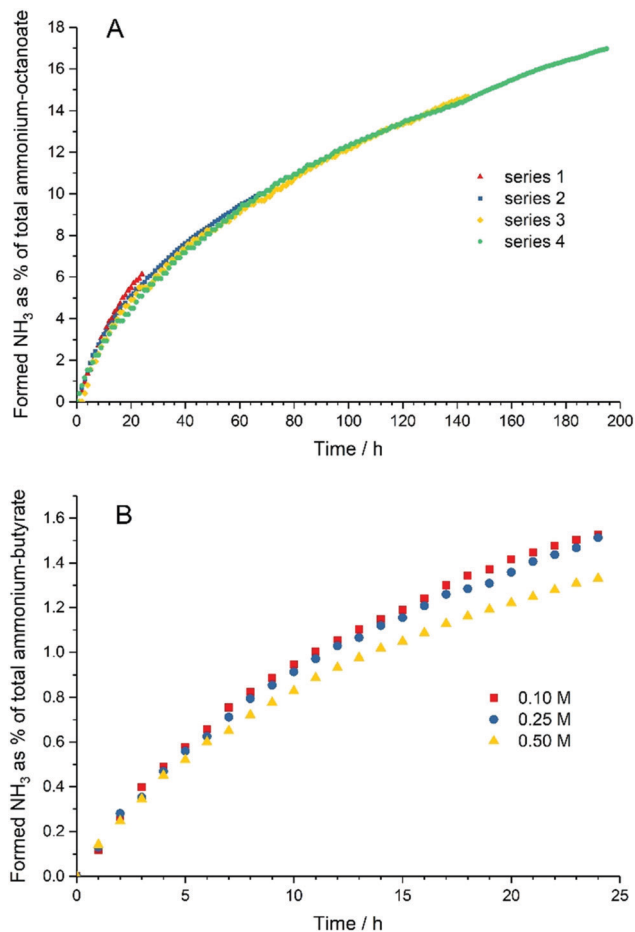 A
Formed NH3 as % of total ammonium-octanoate
18
16
14
12
10
8
6
4
2
0
series 1
series 2
series 3
series 4
0 20 40 60 80 100 120 140 160 180 200
Time / h
B
Formed NH3 as % of total ammonium-butyrate
1.6
1.4
1.2
1.0
0.8
0.6
0.4
0.2
0.0
0.10 M
0.25 M
0.50 M
0 5 10 15 20 25
Time / h